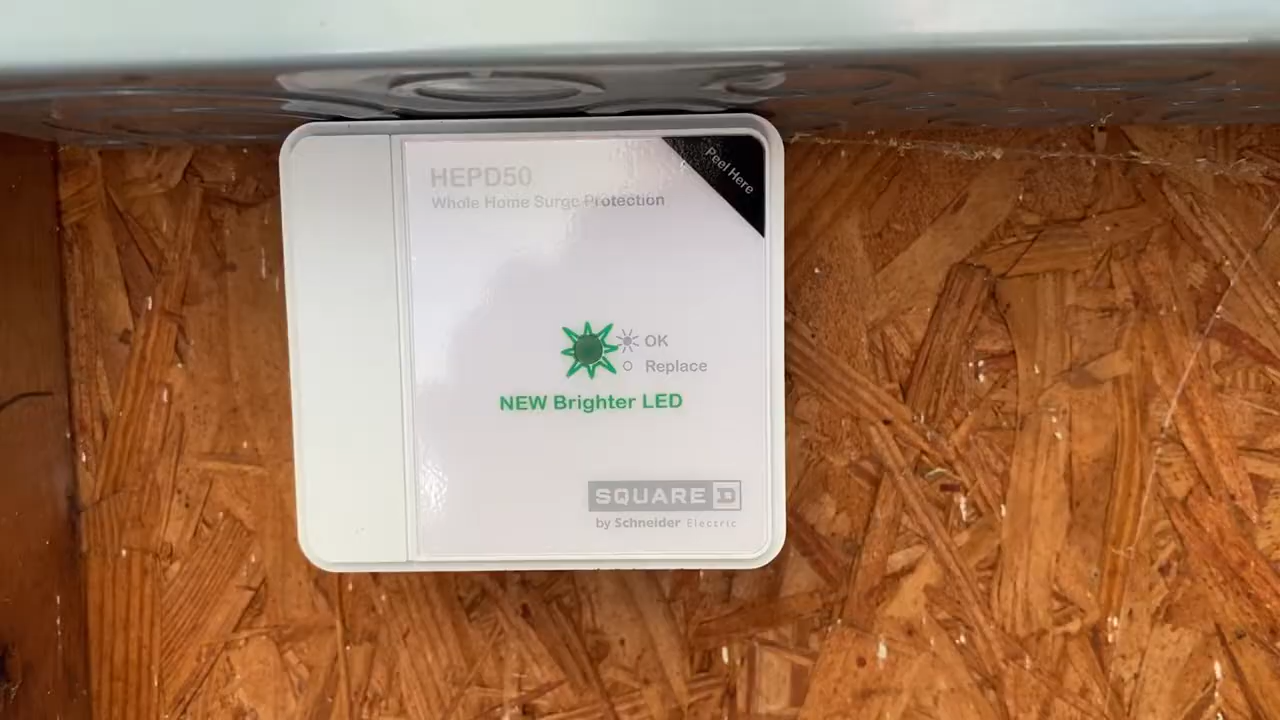 HEPD50
Whole Home Surge Protection
Peel Here
OK
Replace
NEW Brighter LED
SQUARE D
by Schneider Electric